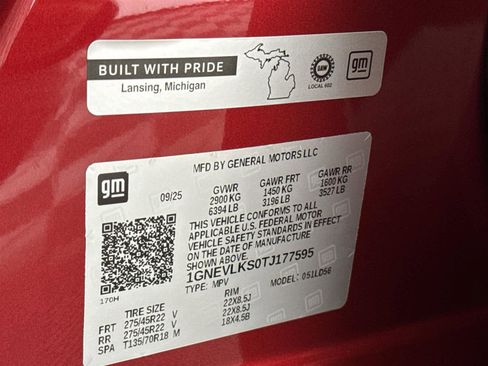 BUILT WITH PRIDE
Lansing, Michigan
UAW
LOCAL 602
gm
gm
MFD BY GENERAL MOTORS LLC
09/25
GVWR GAWR FRT GAWR RR
2900 KG 1450 KG 1600 KG
6394 LB 3196 LB 3527 LB
THIS VEHICLE CONFORMS TO ALL
APPLICABLE U.S. FEDERAL MOTOR
VEHICLE SAFETY STANDARDS IN EFFECT
ON THE DATE OF MANUFACTURE
SHOWN ABOVE.
1GNEVLKS0TJ177595
TYPE: MPV MODEL: 051LD56
170H
TIRE SIZE RIM
FRT 275/45R22 V 22X8.5J
RR 275/45R22 V 22X8.5J
SPA T135/70R18 M 18X4.5B